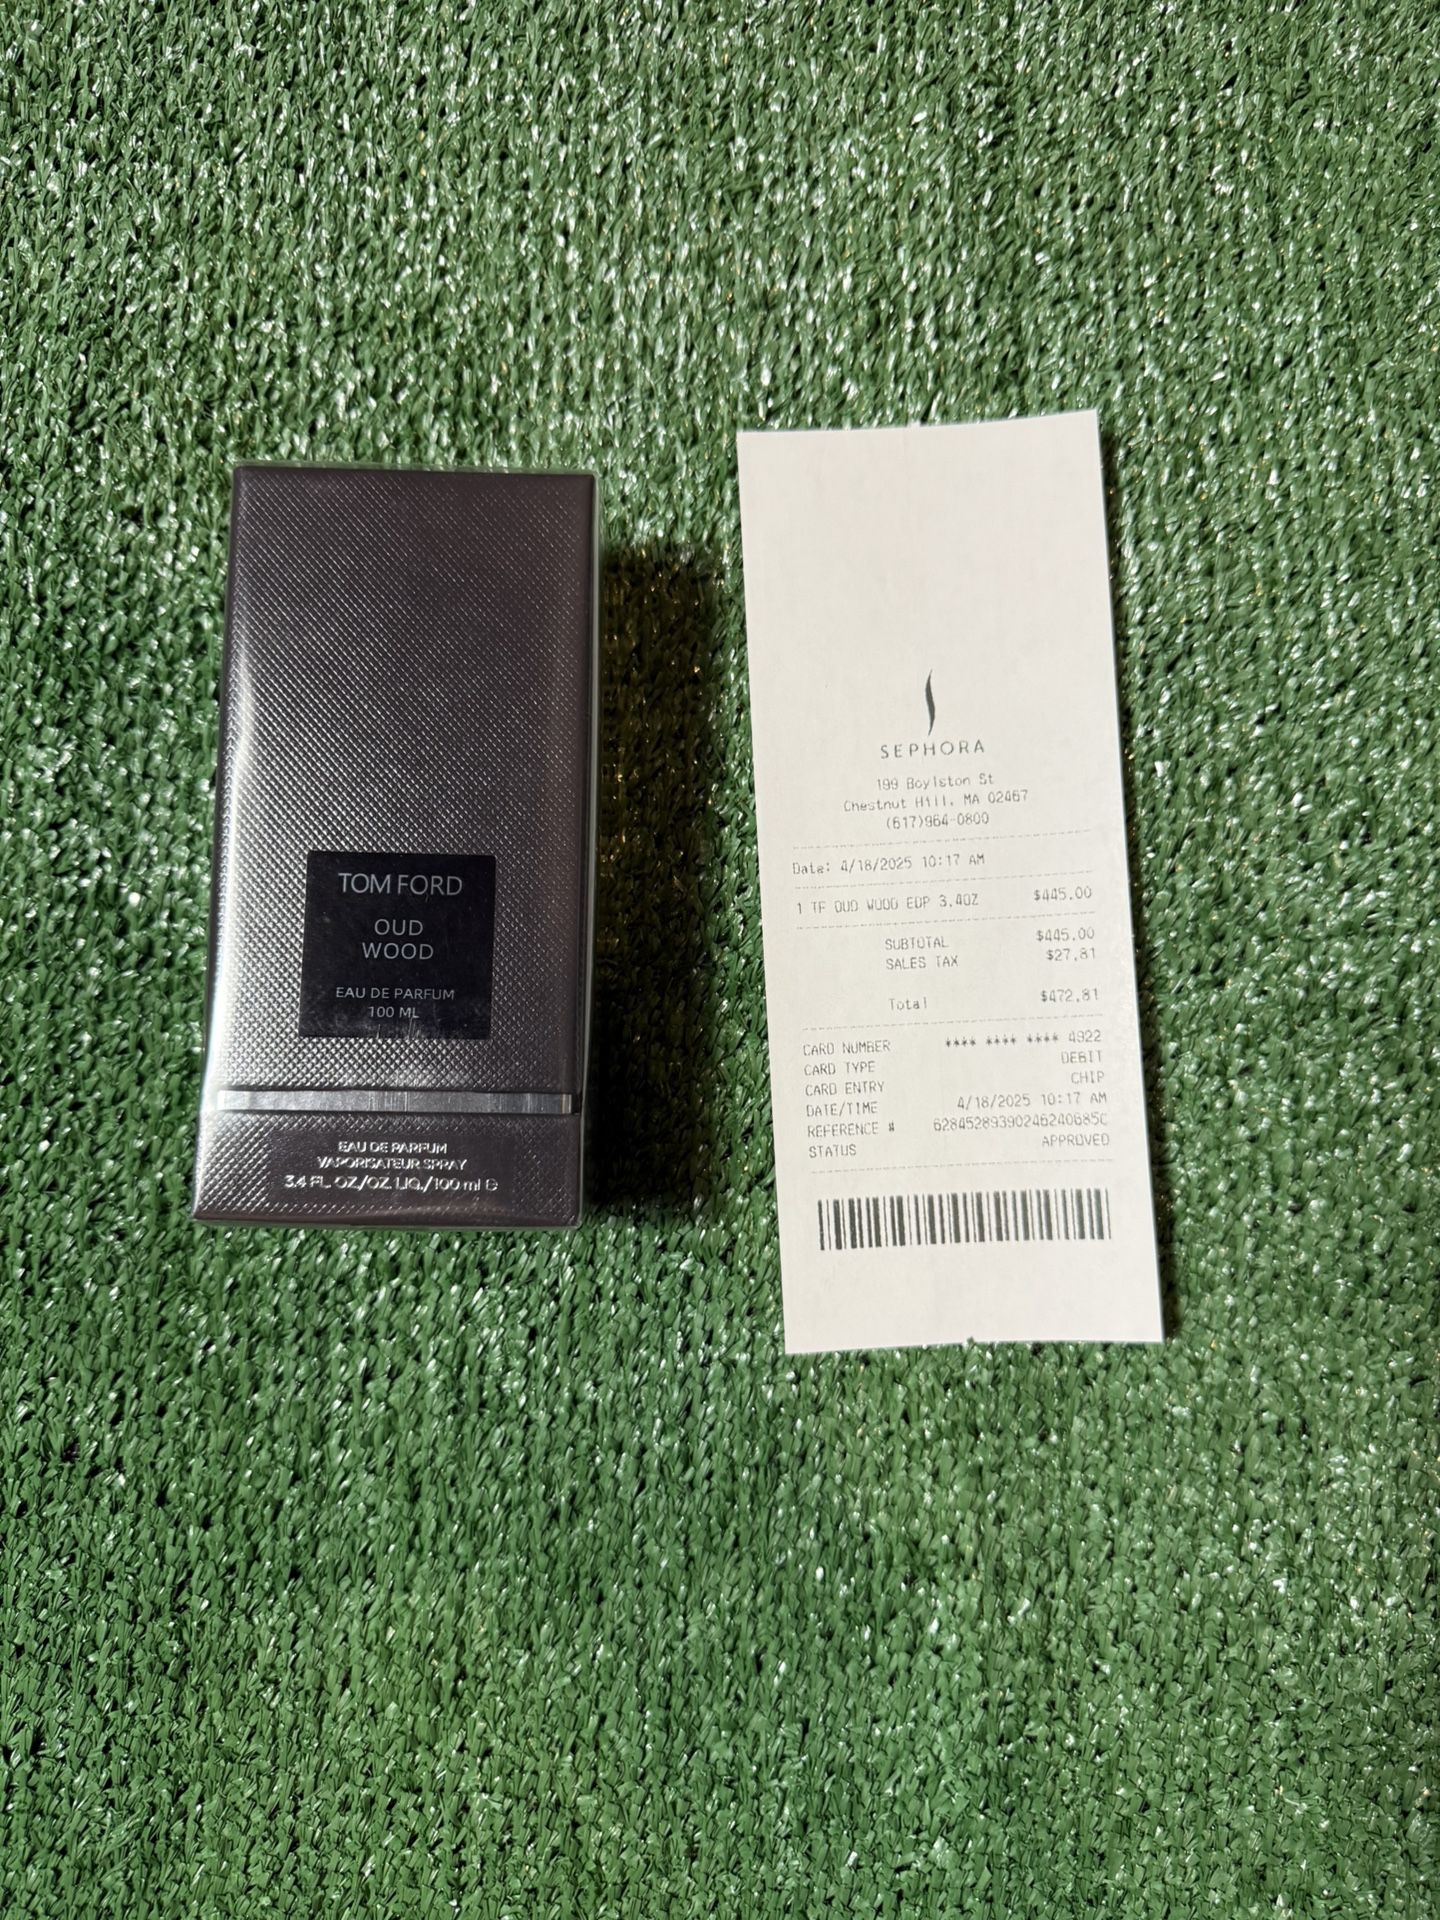 TOM FORD
OUD
WOOD
EAU DE PARFUM
100 ML
EAU DE PARFUM
VAPORISATEUR SPRAY
3.4 FL. OZ./OZ. LIQ./100 ml e
SEPHORA
199 Boylston St
Chestnut Hill, MA 02467
(617)964-0800
Date: 4/18/2025 10:17 AM
1 TF OUD WOOD EDP 3.4OZ $445.00
SUBTOTAL $445.00
SALES TAX $27.81
Total $472.81
CARD NUMBER **** **** **** 4922
CARD TYPE DEBIT
CARD ENTRY CHIP
DATE/TIME 4/18/2025 10:17 AM
REFERENCE # 62845289390246240685C
STATUS APPROVED